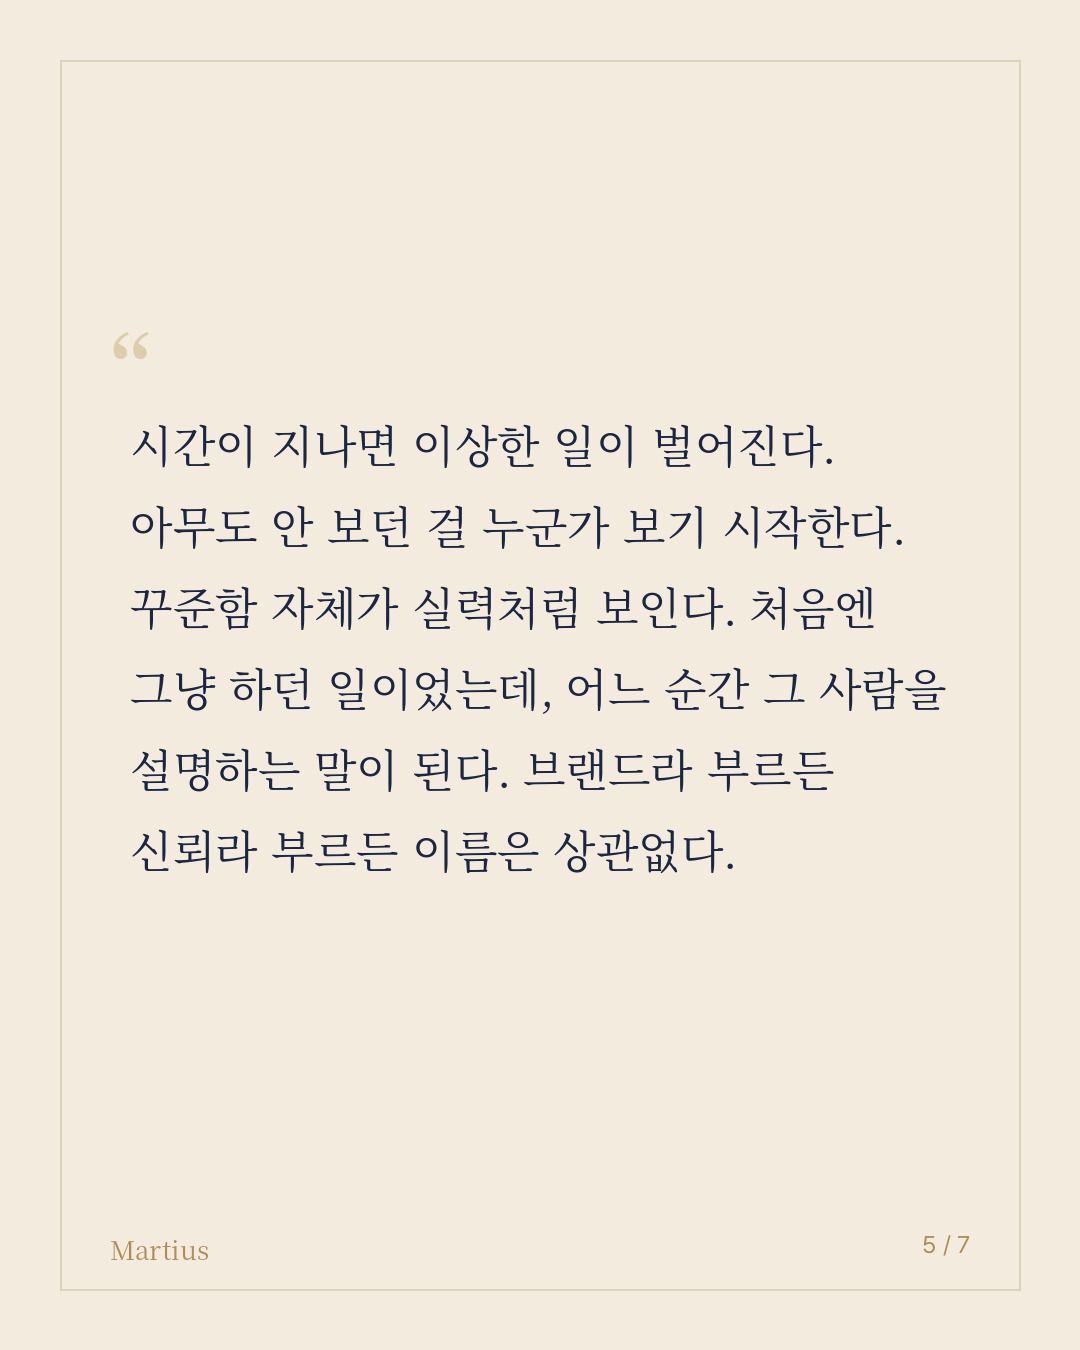 “
시간이 지나면 이상한 일이 벌어진다.
아무도 안 보던 걸 누군가 보기 시작한다.
꾸준함 자체가 실력처럼 보인다. 처음엔
그냥 하던 일이었는데, 어느 순간 그 사람을
설명하는 말이 된다. 브랜드라 부르든
신뢰라 부르든 이름은 상관없다.
Martius
5 / 7